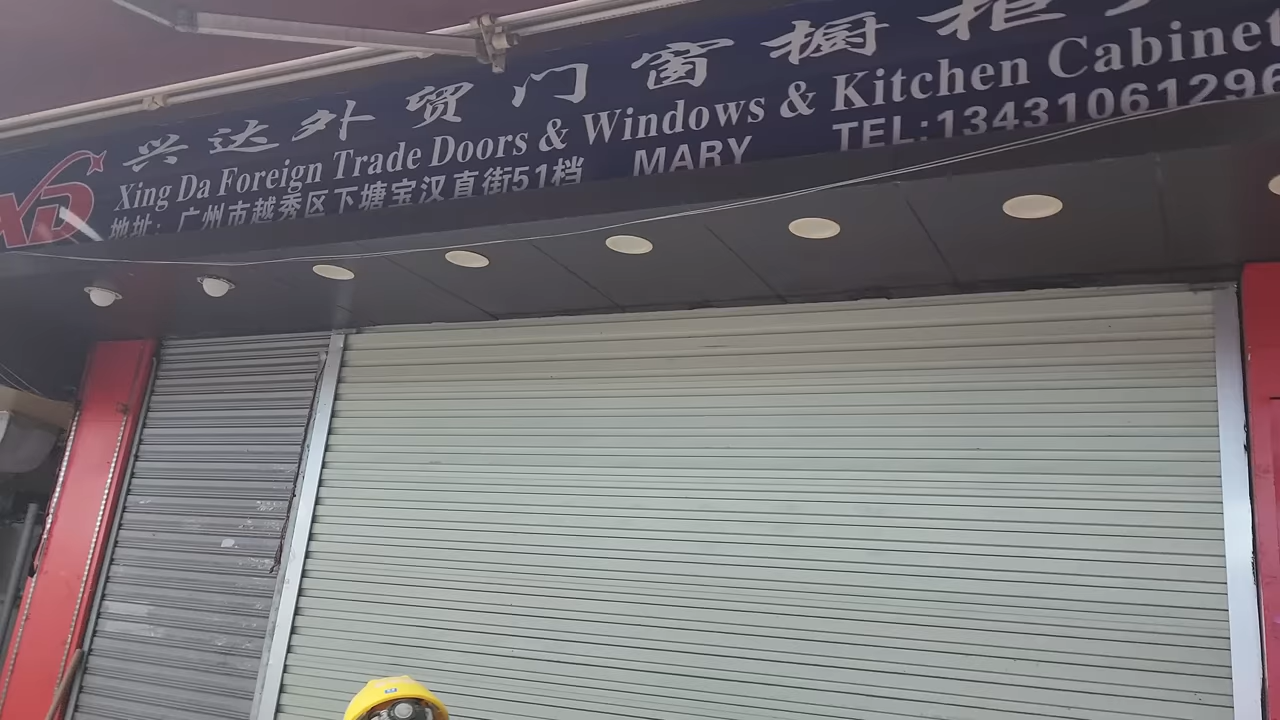 兴达外贸门窗橱柜
Xing Da Foreign Trade Doors & Windows & Kitchen Cabinet
地址：广州市越秀区下塘宝汉直街51档 MARY TEL:13431061296
XD